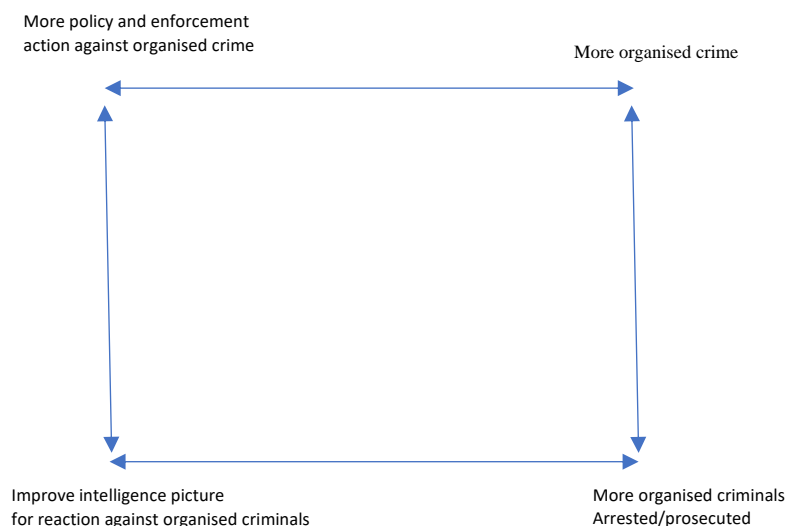 More policy and enforcement
action against organised crime
More organised crime
Improve intelligence picture
for reaction against organised criminals
More organised criminals
Arrested/prosecuted